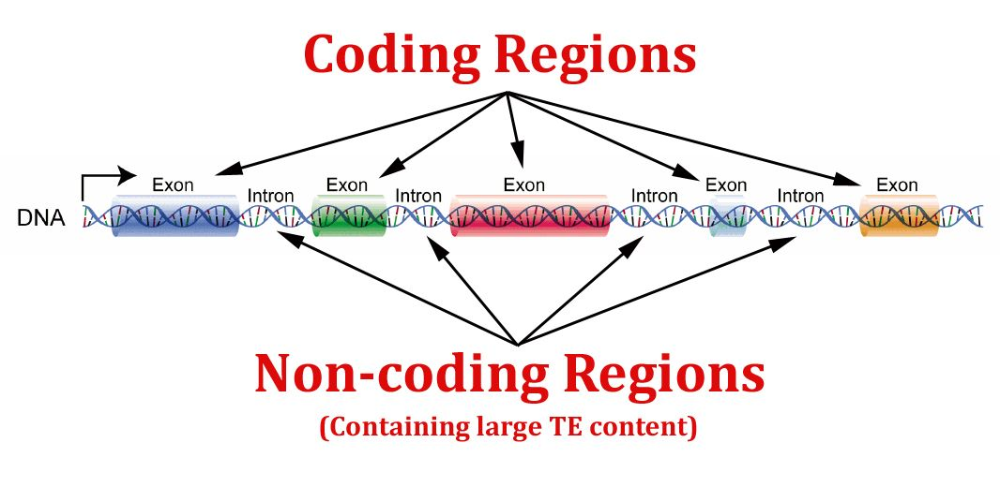 Coding Regions
Exon Exon Exon Exon Exon
Intron Intron Intron Intron
DNA
Non-coding Regions
(Containing large TE content)